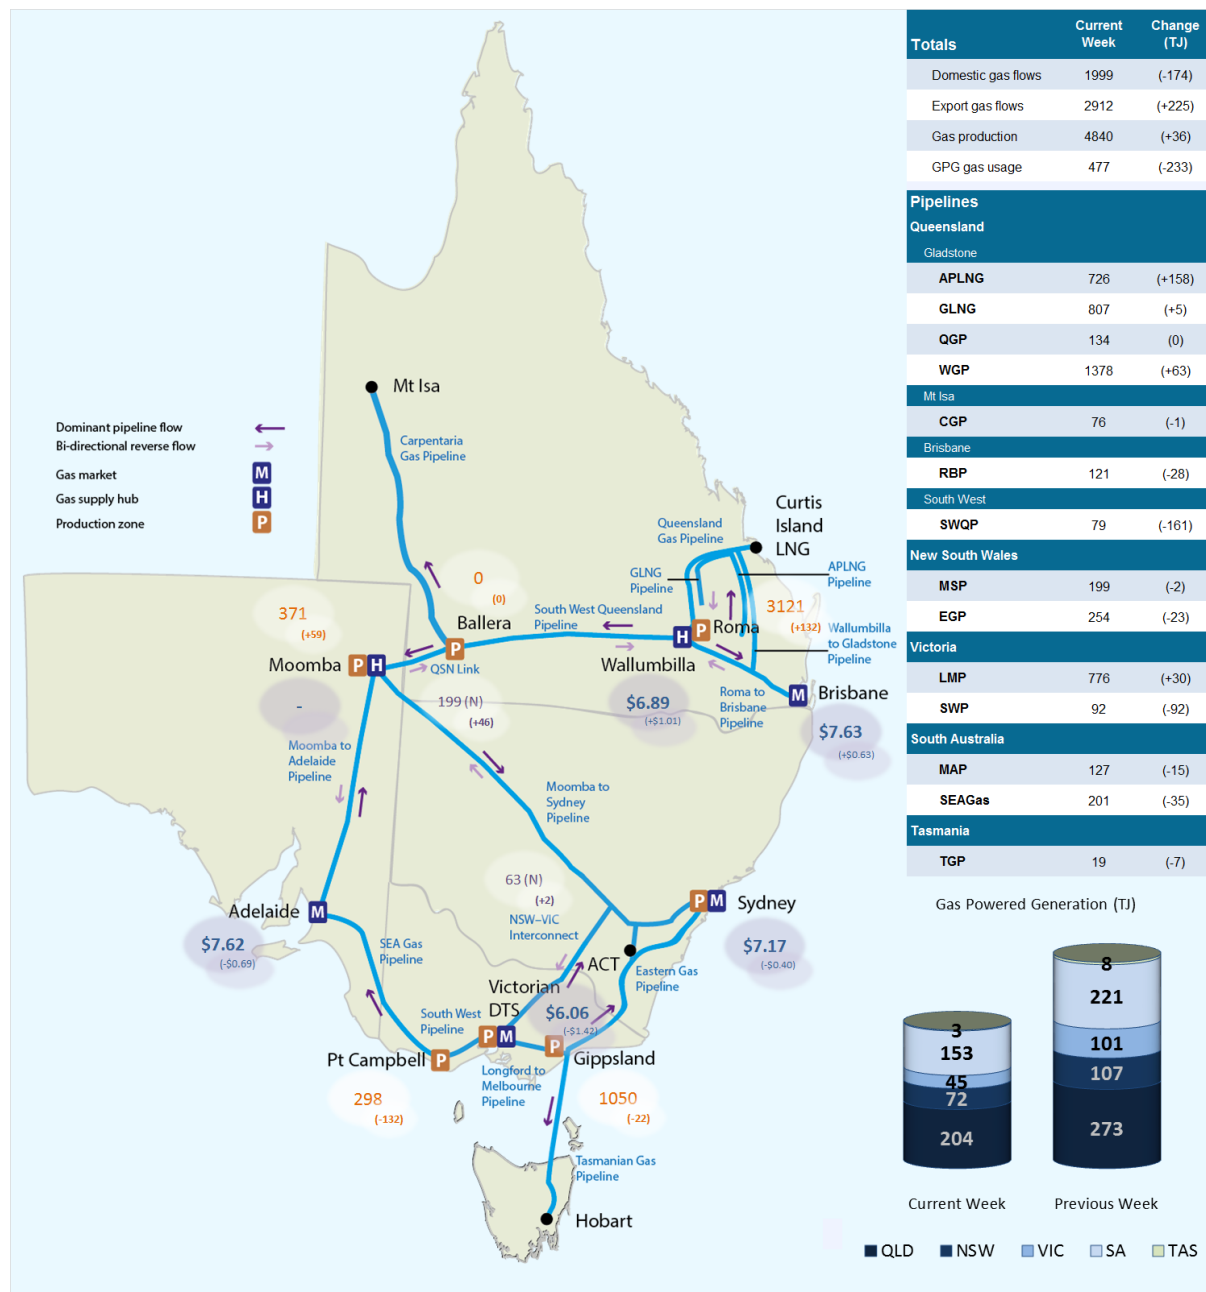 Mt Isa
Dominant pipeline flow
Bi-directional reverse flow
Gas market M
Gas supply hub H
Production zone P
Carpentaria
Gas Pipeline
Curtis
Island
LNG
Queensland
Gas Pipeline
GLNG
Pipeline
APLNG
Pipeline
0
(0)
371
(+59)
Ballera
P
South West Queensland
Pipeline
3121
(+132)
H P Roma
Wallumbilla
to Gladstone
Pipeline
Moomba P H
QSN Link
Wallumbilla
-
199 (N)
(+46)
$6.89
(+$1.01)
Roma to
Brisbane
Pipeline
M Brisbane
$7.63
(+$0.63)
Moomba to
Adelaide
Pipeline
Moomba to
Sydney
Pipeline
63 (N)
(+2)
NSW–VIC
Interconnect
Adelaide M
$7.62
(-$0.69)
P M Sydney
$7.17
(-$0.40)
SEA Gas
Pipeline
ACT
Eastern Gas
Pipeline
Victorian
DTS
$6.06
(-$1.42)
South West
Pipeline
P M
Pt Campbell P
P
Gippsland
Longford to
Melbourne
Pipeline
298
(-132)
1050
(-22)
Tasmanian Gas
Pipeline
Hobart
Totals Current Week Change (TJ)
Domestic gas flows 1999 (-174)
Export gas flows 2912 (+225)
Gas production 4840 (+36)
GPG gas usage 477 (-233)
Pipelines
Queensland
Gladstone
APLNG 726 (+158)
GLNG 807 (+5)
QGP 134 (0)
WGP 1378 (+63)
Mt Isa
CGP 76 (-1)
Brisbane
RBP 121 (-28)
South West
SWQP 79 (-161)
New South Wales
MSP 199 (-2)
EGP 254 (-23)
Victoria
LMP 776 (+30)
SWP 92 (-92)
South Australia
MAP 127 (-15)
SEAGas 201 (-35)
Tasmania
TGP 19 (-7)
Gas Powered Generation (TJ)
3
153
45
72
204
8
221
101
107
273
Current Week Previous Week
QLD NSW VIC SA TAS